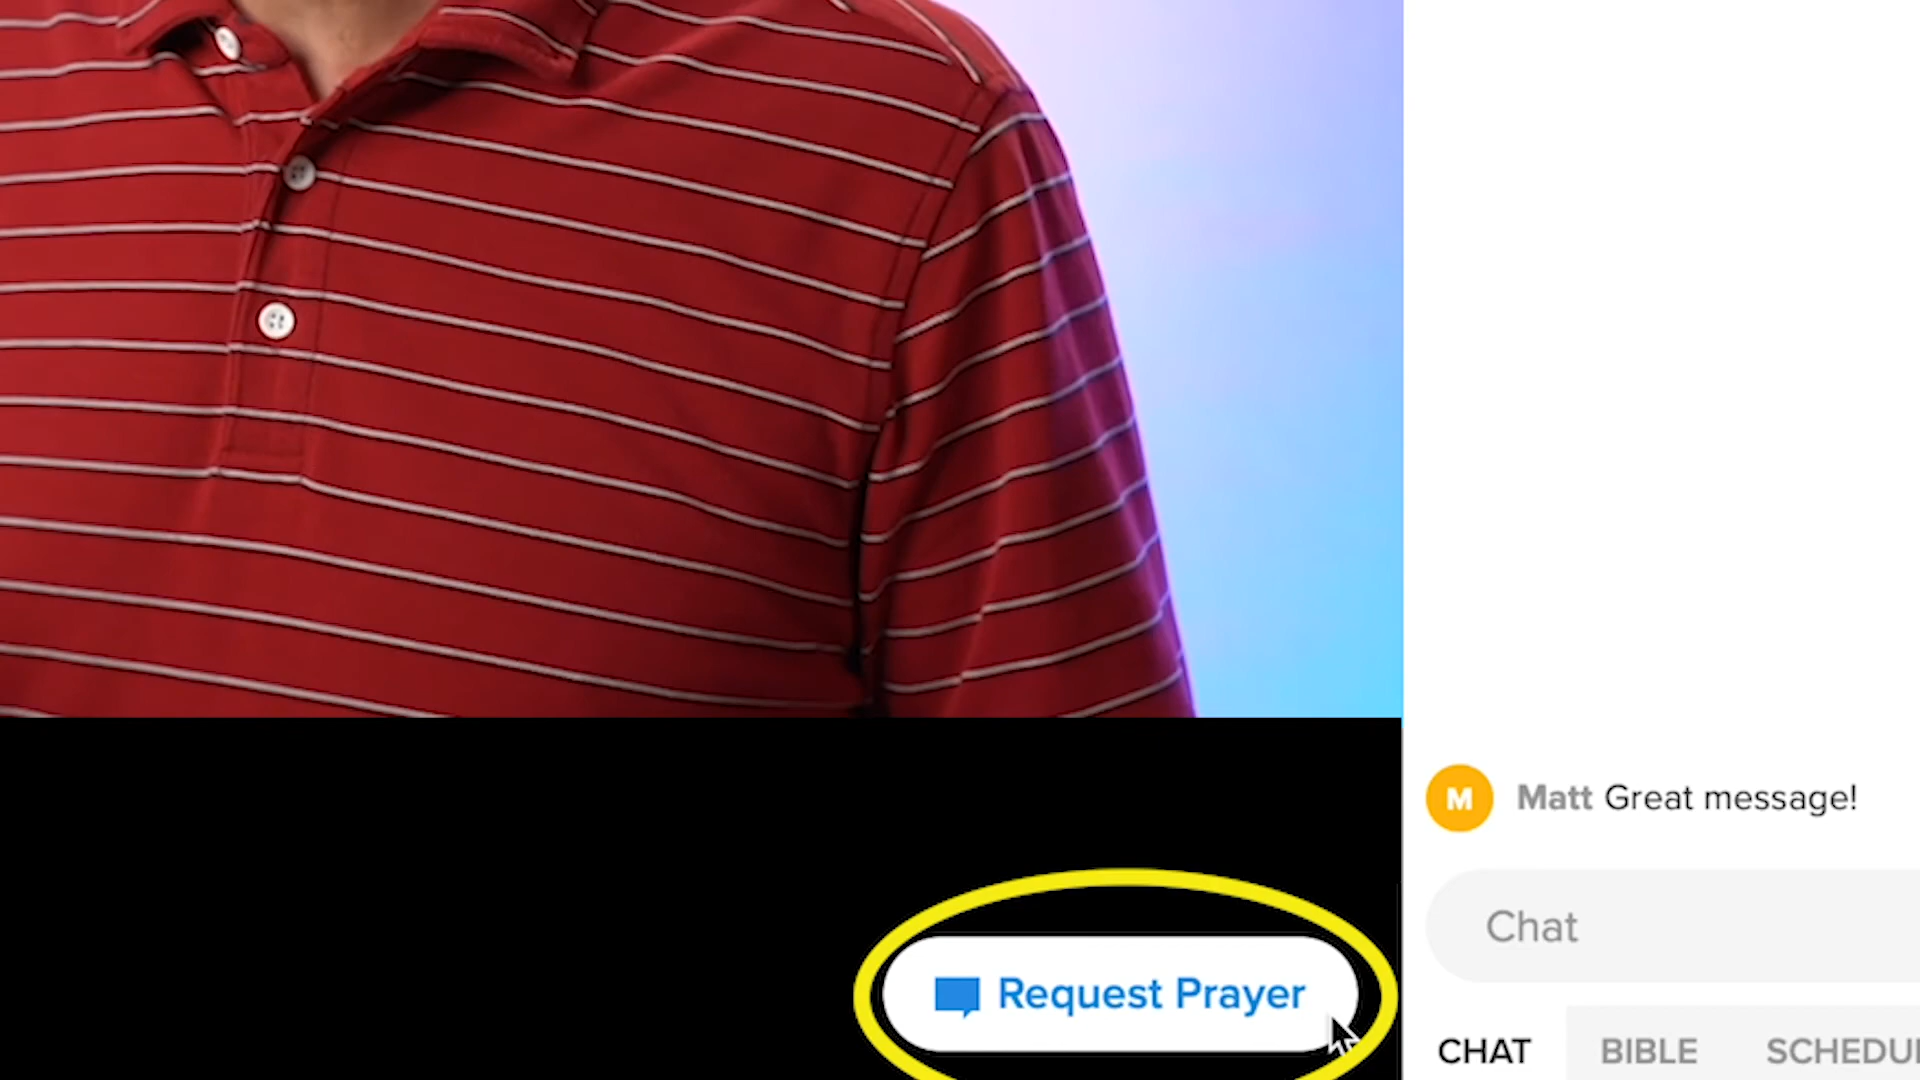 M
Matt Great message!
Chat
Request Prayer
CHAT BIBLE